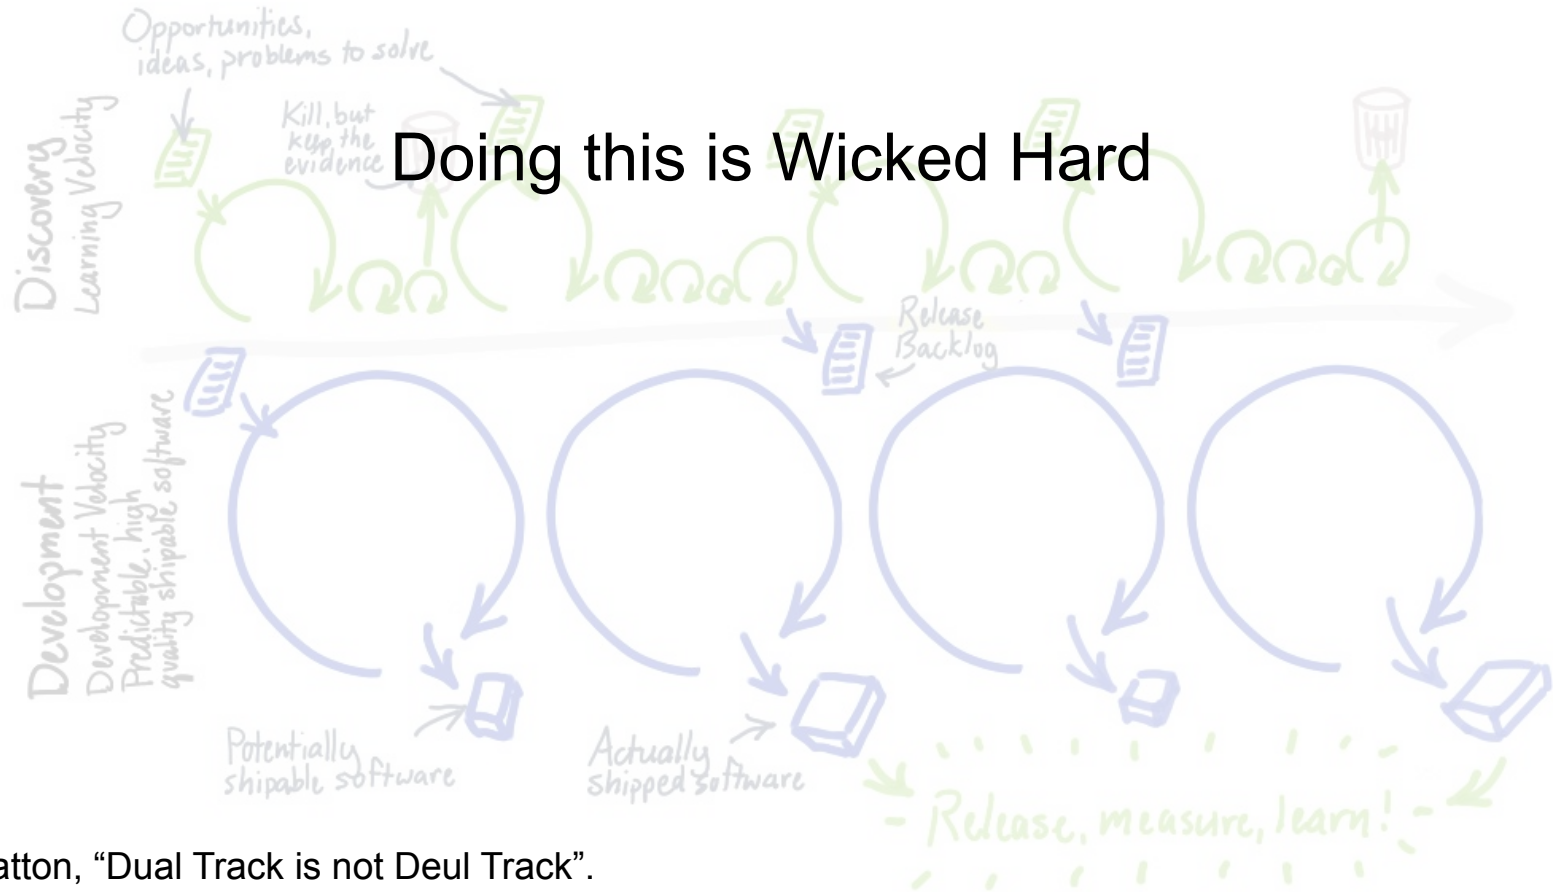 Opportunities,
ideas, problems to solve
Kill, but
keep the
evidence
Doing this is Wicked Hard
Discovery
Learning Velocity
Release
Backlog
Development
Development Velocity
Predictable, high
quality shipable software
Potentially
shipable software
Actually
shipped software
- Release, measure, learn! -
atton, “Dual Track is not Deul Track”.